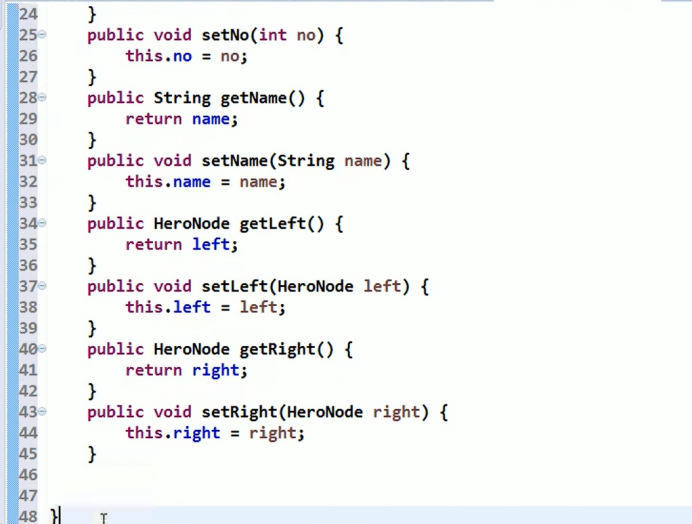 24 }
25 public void setNo(int no) {
26 this.no = no;
27 }
28 public String getName() {
29 return name;
30 }
31 public void setName(String name) {
32 this.name = name;
33 }
34 public HeroNode getLeft() {
35 return left;
36 }
37 public void setLeft(HeroNode left) {
38 this.left = left;
39 }
40 public HeroNode getRight() {
41 return right;
42 }
43 public void setRight(HeroNode right) {
44 this.right = right;
45 }
46
47
48 }